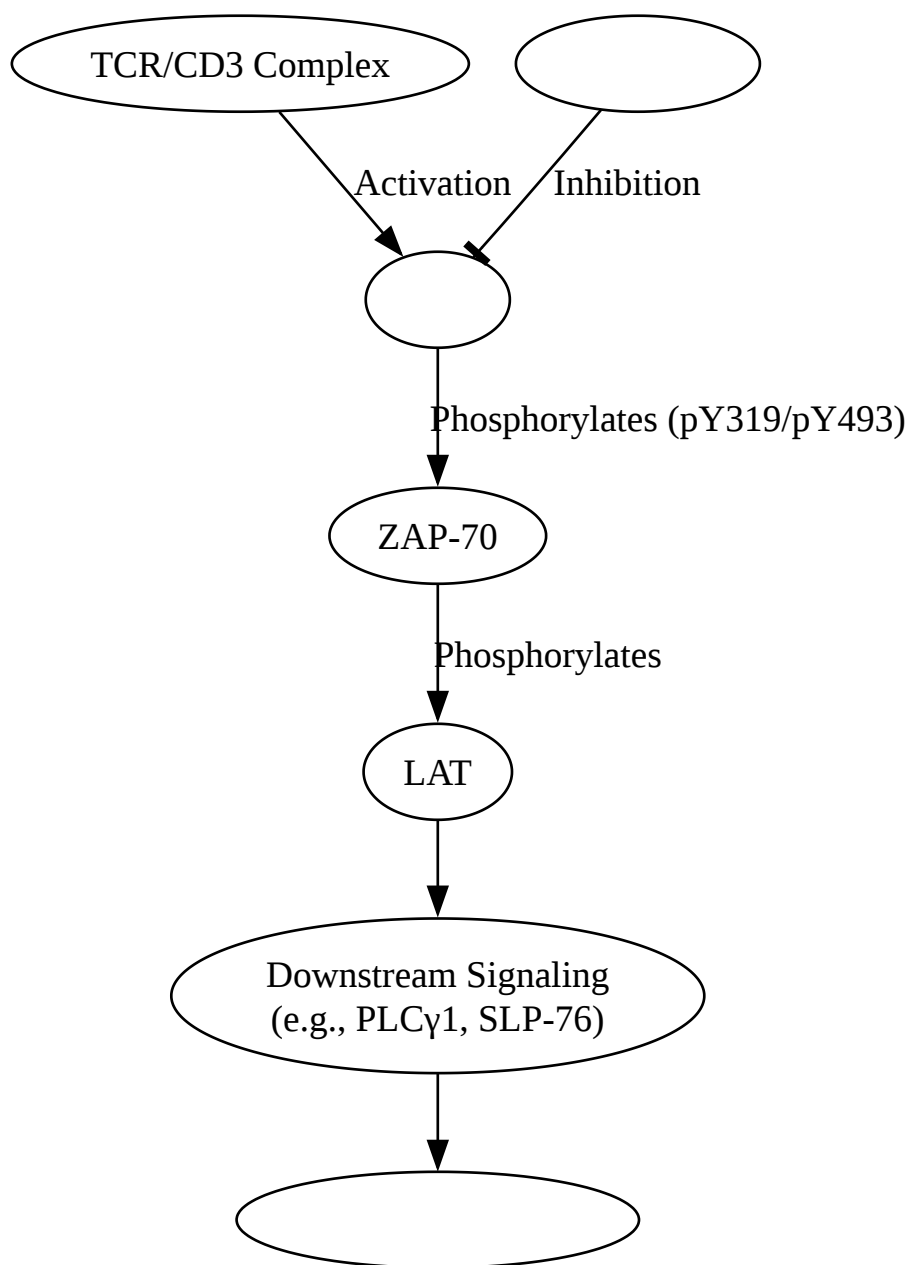 TCR/CD3 Complex
Activation
Inhibition
Phosphorylates (pY319/pY493)
ZAP-70
Phosphorylates
LAT
Downstream Signaling
(e.g., PLCγ1, SLP-76)